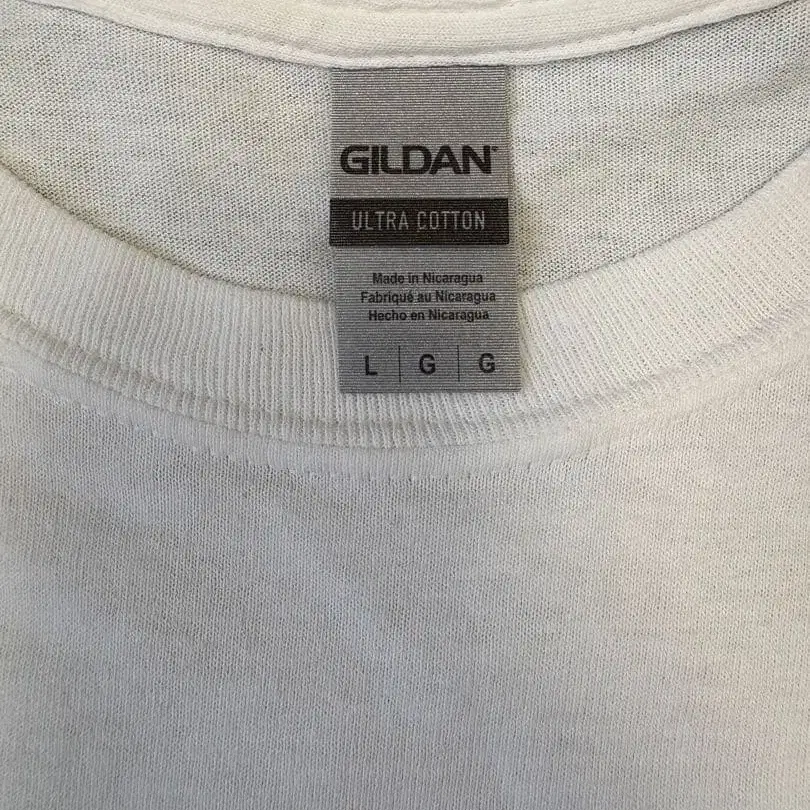 GILDAN®
ULTRA COTTON
Made in Nicaragua
Fabriqué au Nicaragua
Hecho en Nicaragua
L | G | G